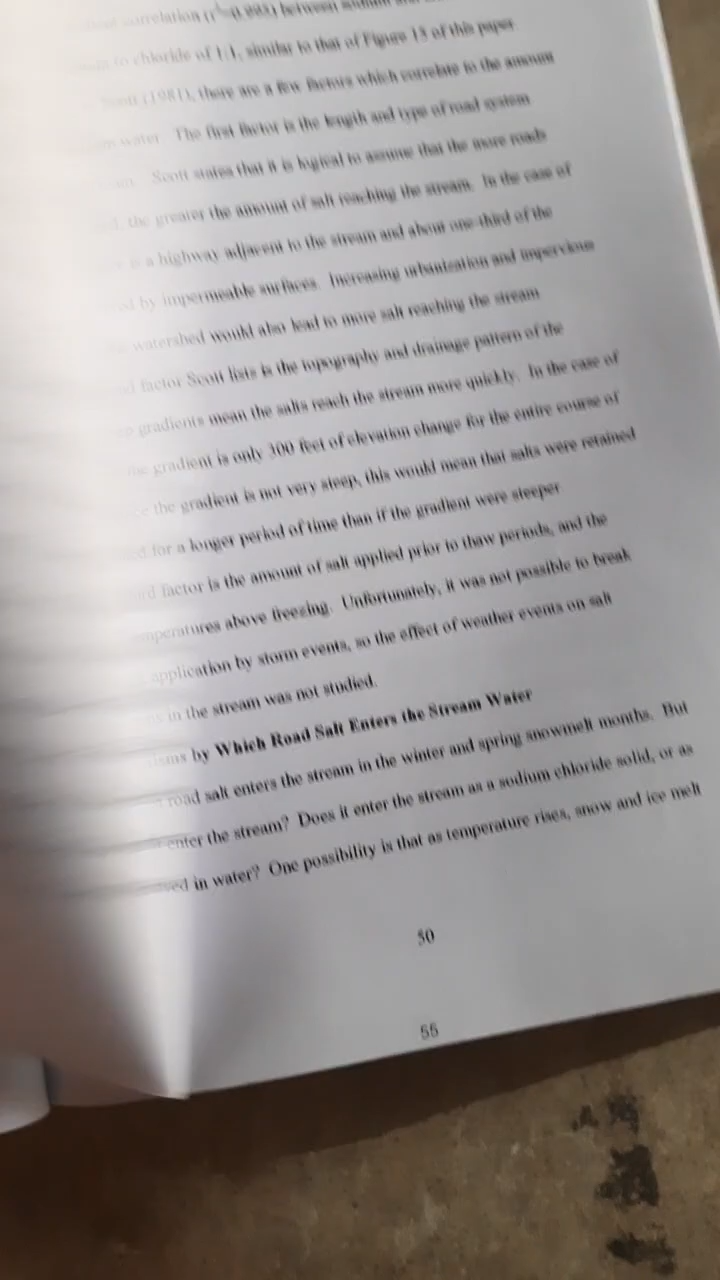 correlation (r²=0.995) between sodium
to chloride of 1:1, similar to that of Figure 15 of this paper
Scott (1981), there are a few factors which correlate to the amount
water. The first factor is the length and type of road system
Scott states that it is logical to assume that the more roads
the greater the amount of salt reaching the stream. In the case of
a highway adjacent to the stream and about one-third of the
by impermeable surfaces. Increasing urbanization and impervious
watershed would also lead to more salt reaching the stream
factor Scott lists is the topography and drainage pattern of the
gradients mean the salts reach the stream more quickly. In the case of
gradient is only 300 feet of elevation change for the entire course of
the gradient is not very steep, this would mean that salts were retained
for a longer period of time than if the gradient were steeper
factor is the amount of salt applied prior to thaw periods, and the
temperatures above freezing. Unfortunately, it was not possible to break
application by storm events, so the effect of weather events on salt
in the stream was not studied.
by Which Road Salt Enters the Stream Water
road salt enters the stream in the winter and spring snowmelt months. But
enter the stream? Does it enter the stream as a sodium chloride solid, or as
in water? One possibility is that as temperature rises, snow and ice melt
50
55